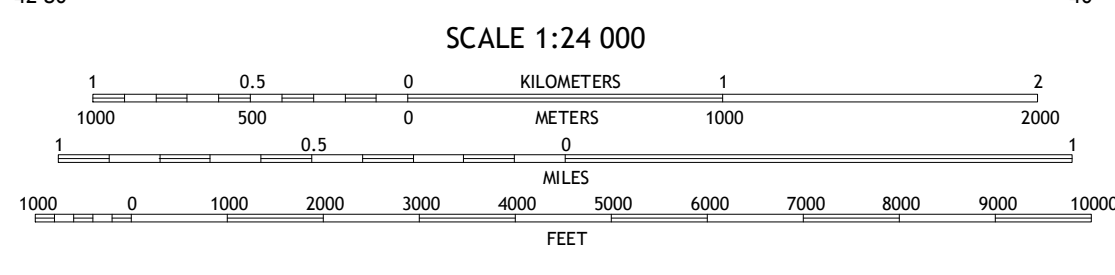 SCALE 1:24 000
1 0.5 0 KILOMETERS 1 2
1000 500 0 METERS 1000 2000
1 0.5 0 1
MILES
1000 0 1000 2000 3000 4000 5000 6000 7000 8000 9000 10000
FEET